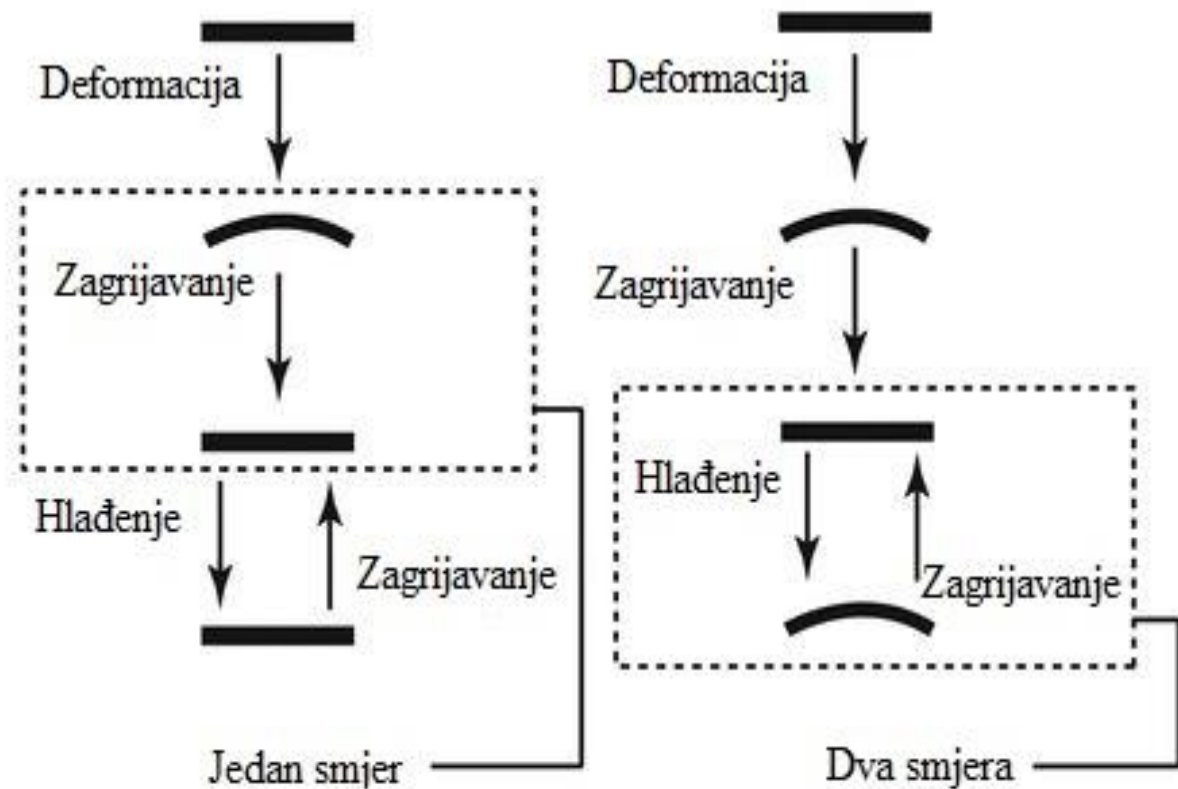 Deformacija
Zagrijavanje
Hlađenje
Zagrijavanje
Jedan smjer
Deformacija
Zagrijavanje
Hlađenje
Zagrijavanje
Dva smjera